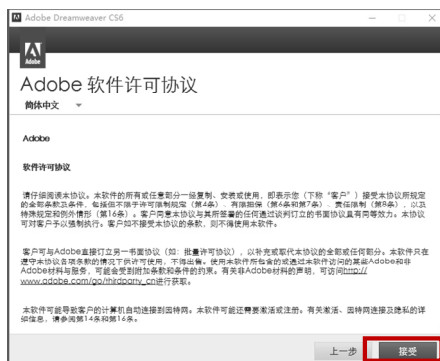 Adobe Dreamweaver CS6
Adobe
Adobe 软件许可协议
简体中文
Adobe
软件许可协议
请仔细阅读本协议。本软件的所有或任意部分一经复制、安装或使用，即表示您（下称“客户”）接受本协议所规定
的全部条款及条件，包括但不限于许可限制规定（第4条）、有限担保（第6条和第7条）、责任限制（第8条），以及
特殊规定和例外情形（第16条）。客户同意本协议与其所签署的任何通过谈判订立的书面协议具有同等效力。本协议
可对客户予以强制执行。客户如不接受本协议的条款，则不得使用本软件。
客户可与Adobe直接订立另一书面协议（如：批量许可协议），以补充或取代本协议的全部或任何部分。本软件只在
遵守本协议各项条款的情况下供许可使用，不得出售。使用本软件所包含的或通过本软件访问的某些Adobe和非
Adobe材料与服务，可能会受到附加条款和条件的约束。有关非Adobe材料的声明，可访问http://
www.adobe.com/go/thirdparty_cn进行获取。
本软件可能导致客户的计算机自动连接到因特网。本软件可能还需要激活或注册。有关激活、因特网连接及隐私的详
细信息，请参阅第14条和第16条。
上一步
接受